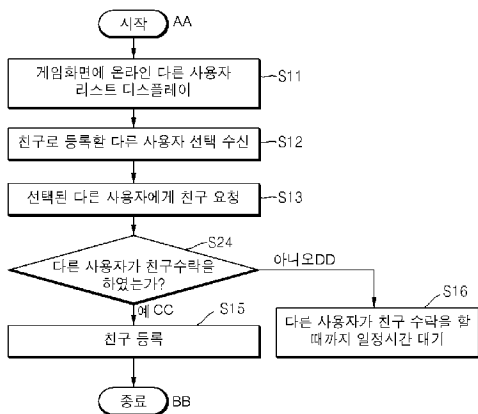 시작 AA
게임화면에 온라인 다른 사용자
리스트 디스플레이
S11
친구로 등록할 다른 사용자 선택 수신
S12
선택된 다른 사용자에게 친구 요청
S13
S24
다른 사용자가 친구수락을
하였는가?
아니오DD
예 CC
S15
친구 등록
S16
다른 사용자가 친구 수락을 할
때까지 일정시간 대기
종료 BB